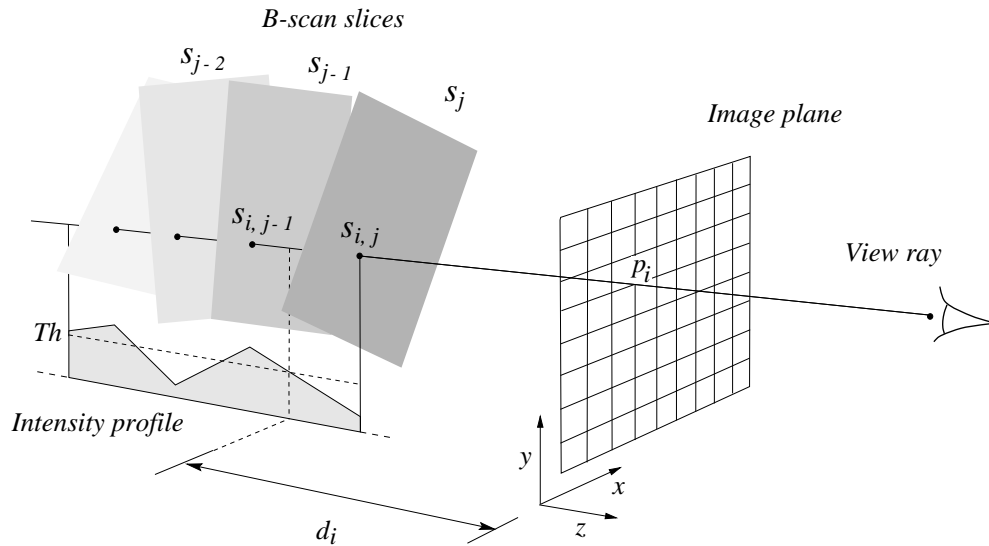 B-scan slices
s_{j-2}
s_{j-1}
s_j
Image plane
s_{i, j-1}
s_{i, j}
View ray
p_i
Th
Intensity profile
y
x
z
d_i